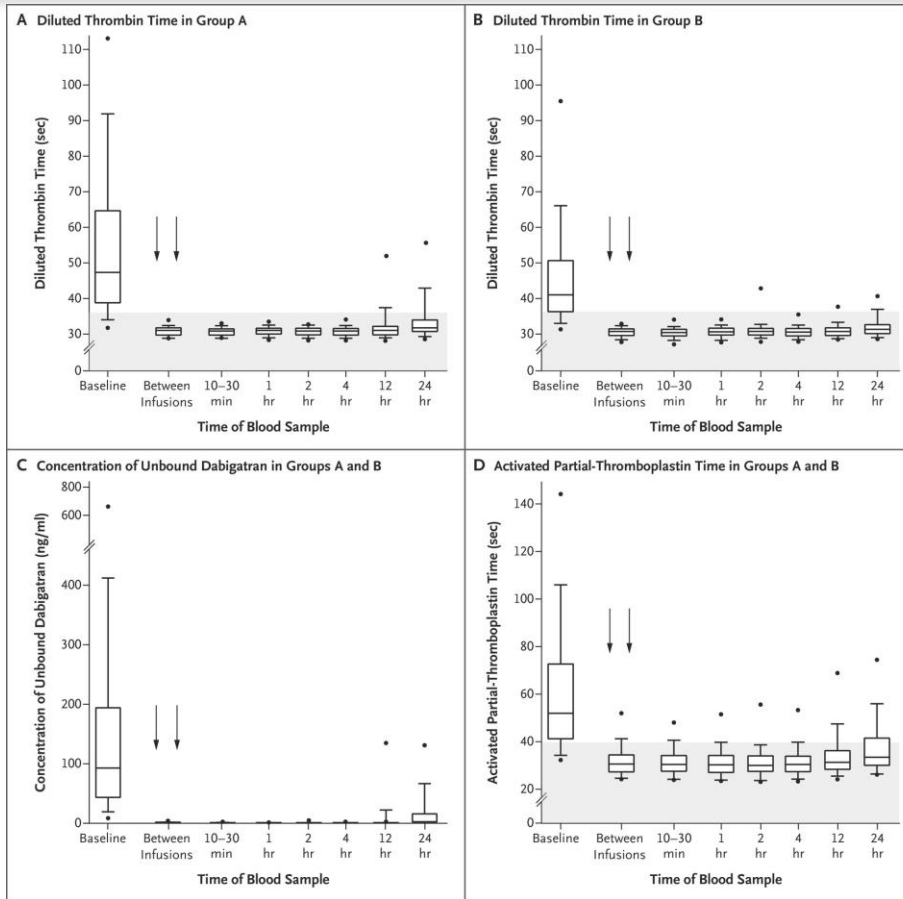 A Diluted Thrombin Time in Group A
Diluted Thrombin Time (sec)
110
100
90
80
70
60
50
40
30
0
Baseline
Between
Infusions
10–30
min
1
hr
2
hr
4
hr
12
hr
24
hr
Time of Blood Sample
B Diluted Thrombin Time in Group B
Diluted Thrombin Time (sec)
110
100
90
80
70
60
50
40
30
0
Baseline
Between
Infusions
10–30
min
1
hr
2
hr
4
hr
12
hr
24
hr
Time of Blood Sample
C Concentration of Unbound Dabigatran in Groups A and B
Concentration of Unbound Dabigatran (ng/ml)
800
600
400
300
200
100
0
Baseline
Between
Infusions
10–30
min
1
hr
2
hr
4
hr
12
hr
24
hr
Time of Blood Sample
D Activated Partial-Thromboplastin Time in Groups A and B
Activated Partial-Thromboplastin Time (sec)
140
120
100
80
60
40
20
0
Baseline
Between
Infusions
10–30
min
1
hr
2
hr
4
hr
12
hr
24
hr
Time of Blood Sample